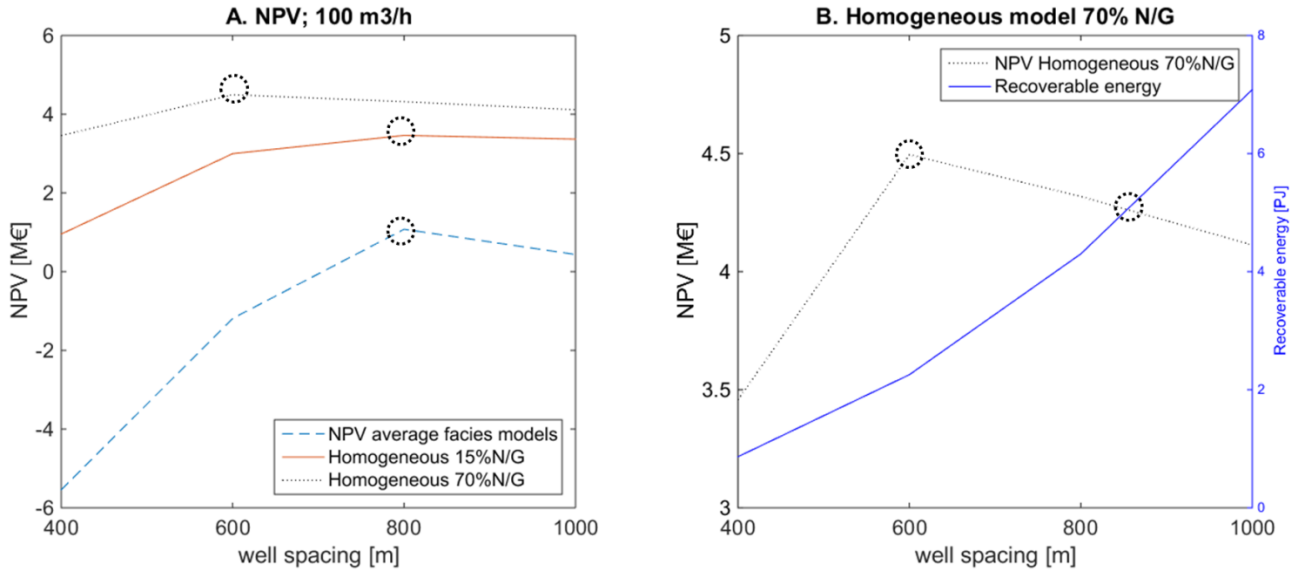 A. NPV; 100 m3/h
6
4
2
0
-2
-4
-6
NPV [M€]
400
600
800
1000
well spacing [m]
NPV average facies models
Homogeneous 15%N/G
Homogeneous 70%N/G
B. Homogeneous model 70% N/G
5
4.5
4
3.5
3
NPV [M€]
400
600
800
1000
well spacing [m]
NPV Homogeneous 70%N/G
Recoverable energy
8
6
4
2
0
Recoverable energy [PJ]